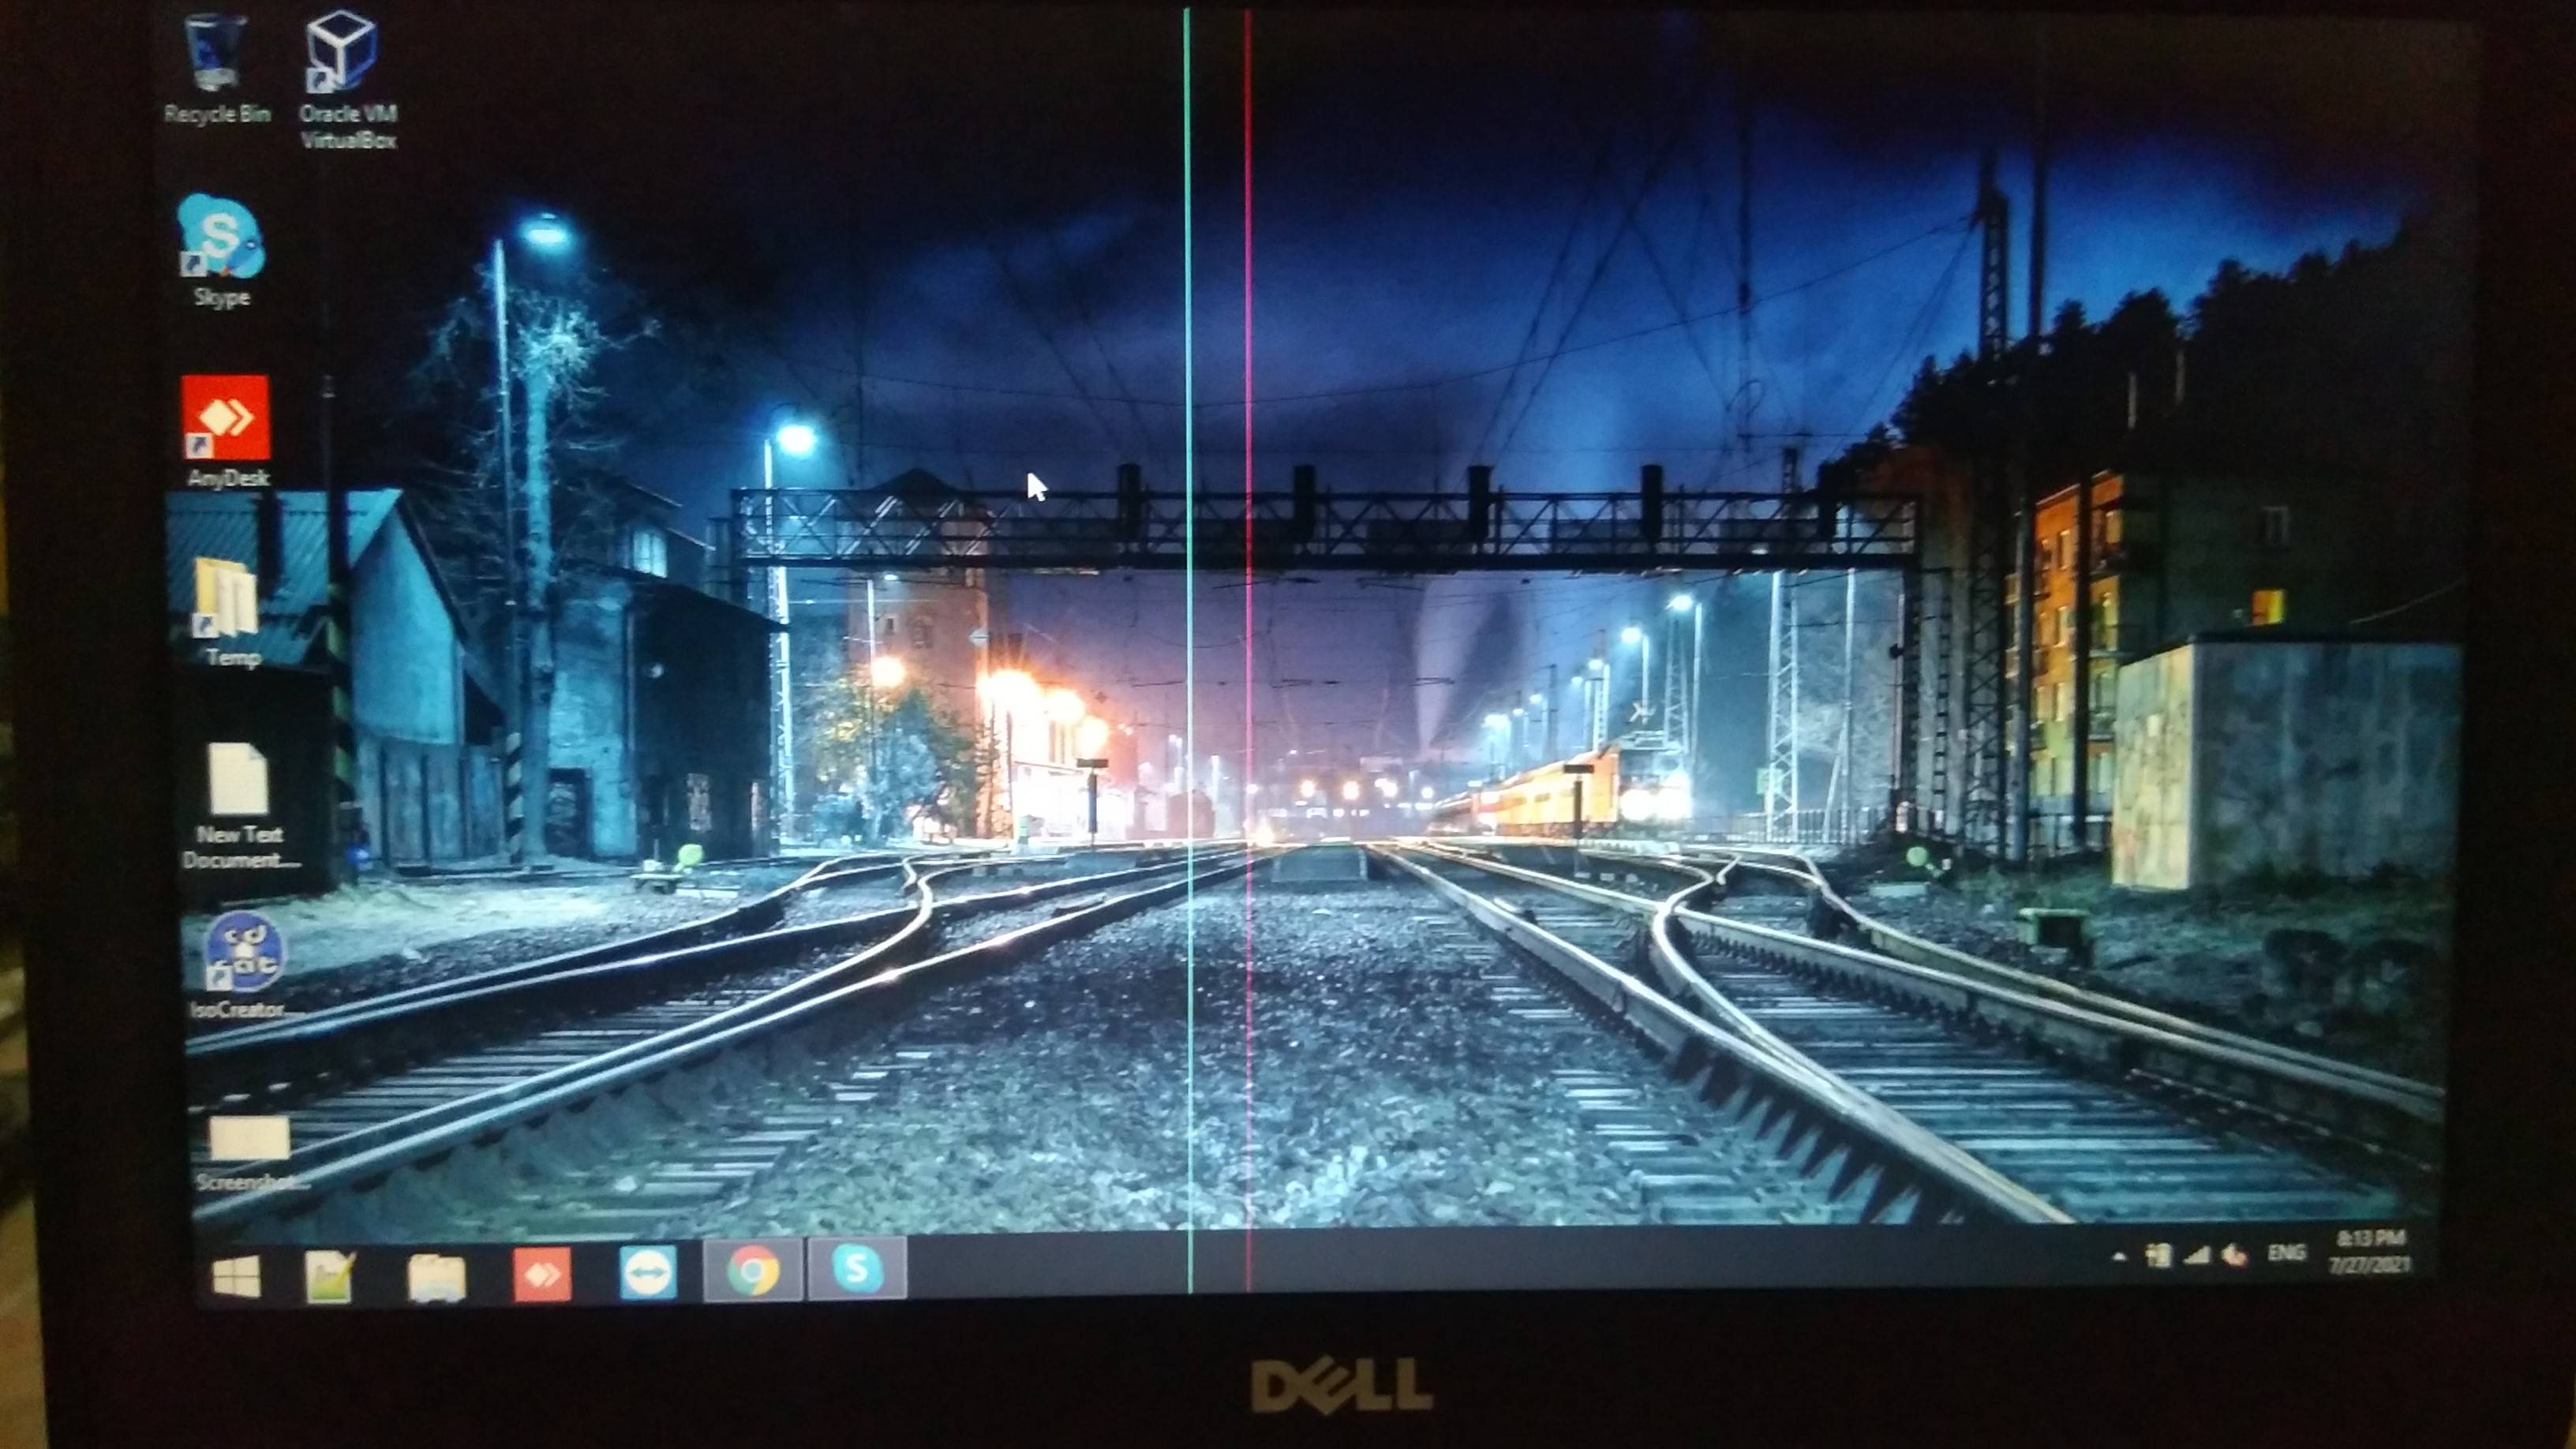 Recycle Bin
Oracle VM
VirtualBox
S
Skype
AnyDesk
Temp
New Text
Document....
IsoCreator....
Screenshot...
S
ENG
8:13 PM
7/27/2021
DELL